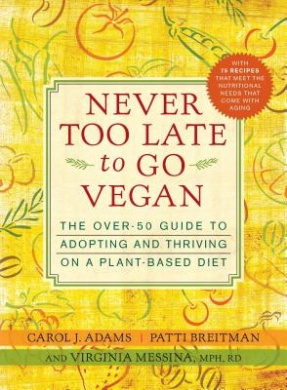 WITH
75 RECIPES
THAT MEET THE
NUTRITIONAL
NEEDS THAT
COME WITH
AGING
NEVER
TOO LATE
to GO
VEGAN
THE OVER-50 GUIDE TO
ADOPTING AND THRIVING
ON A PLANT-BASED DIET
CAROL J. ADAMS | PATTI BREITMAN
AND VIRGINIA MESSINA, MPH, RD